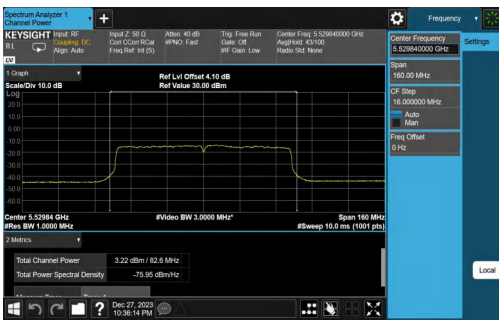 Spectrum Analyzer 1
Channel Power
Frequency
KEYSIGHT
RL
LXI
Input: RF
Coupling: DC
Align: Auto
Input Z: 50 Ω
Corr CCorr RCal
Freq Ref: Int (S)
Atten: 40 dB
#PNO: Fast
Trig: Free Run
Gate: Off
#IF Gain: Low
Center Freq: 5.529840000 GHz
Avg|Hold: 43/100
Radio Std: None
Center Frequency
5.529840000 GHz
Settings
Span
160.00 MHz
CF Step
16.000000 MHz
Auto
Man
Freq Offset
0 Hz
Local
1 Graph
Scale/Div 10.0 dB
Ref Lvl Offset 4.10 dB
Ref Value 30.00 dBm
Log
20.0
10.0
0.00
-10.0
-20.0
-30.0
-40.0
-50.0
-60.0
Center 5.52984 GHz
#Res BW 1.0000 MHz
#Video BW 3.0000 MHz*
Span 160 MHz
#Sweep 10.0 ms (1001 pts)
2 Metrics
Total Channel Power
3.22 dBm / 82.6 MHz
Total Power Spectral Density
-75.95 dBm/Hz
?
Dec 27, 2023
10:36:14 PM